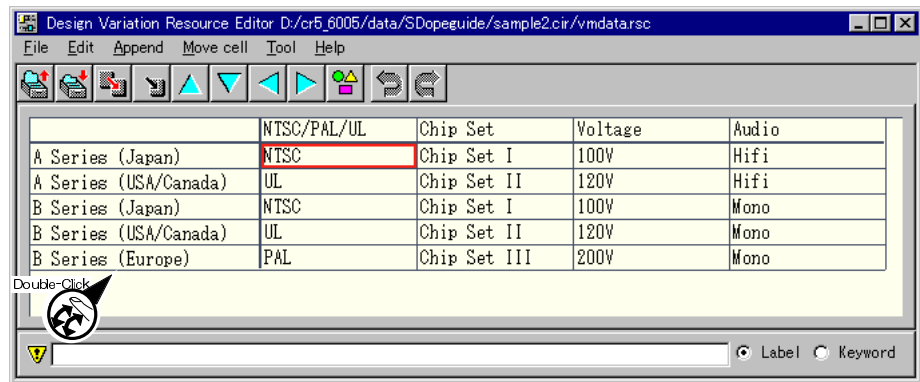 Design Variation Resource Editor D:/cr5_6005/data/SDopeguide/sample2.cir/vmdata.rsc
File Edit Append Move cell Tool Help
NTSC/PAL/UL Chip Set Voltage Audio
A Series (Japan) NTSC Chip Set I 100V Hifi
A Series (USA/Canada) UL Chip Set II 120V Hifi
B Series (Japan) NTSC Chip Set I 100V Mono
B Series (USA/Canada) UL Chip Set II 120V Mono
B Series (Europe) PAL Chip Set III 200V Mono
Double-Click
Label Keyword